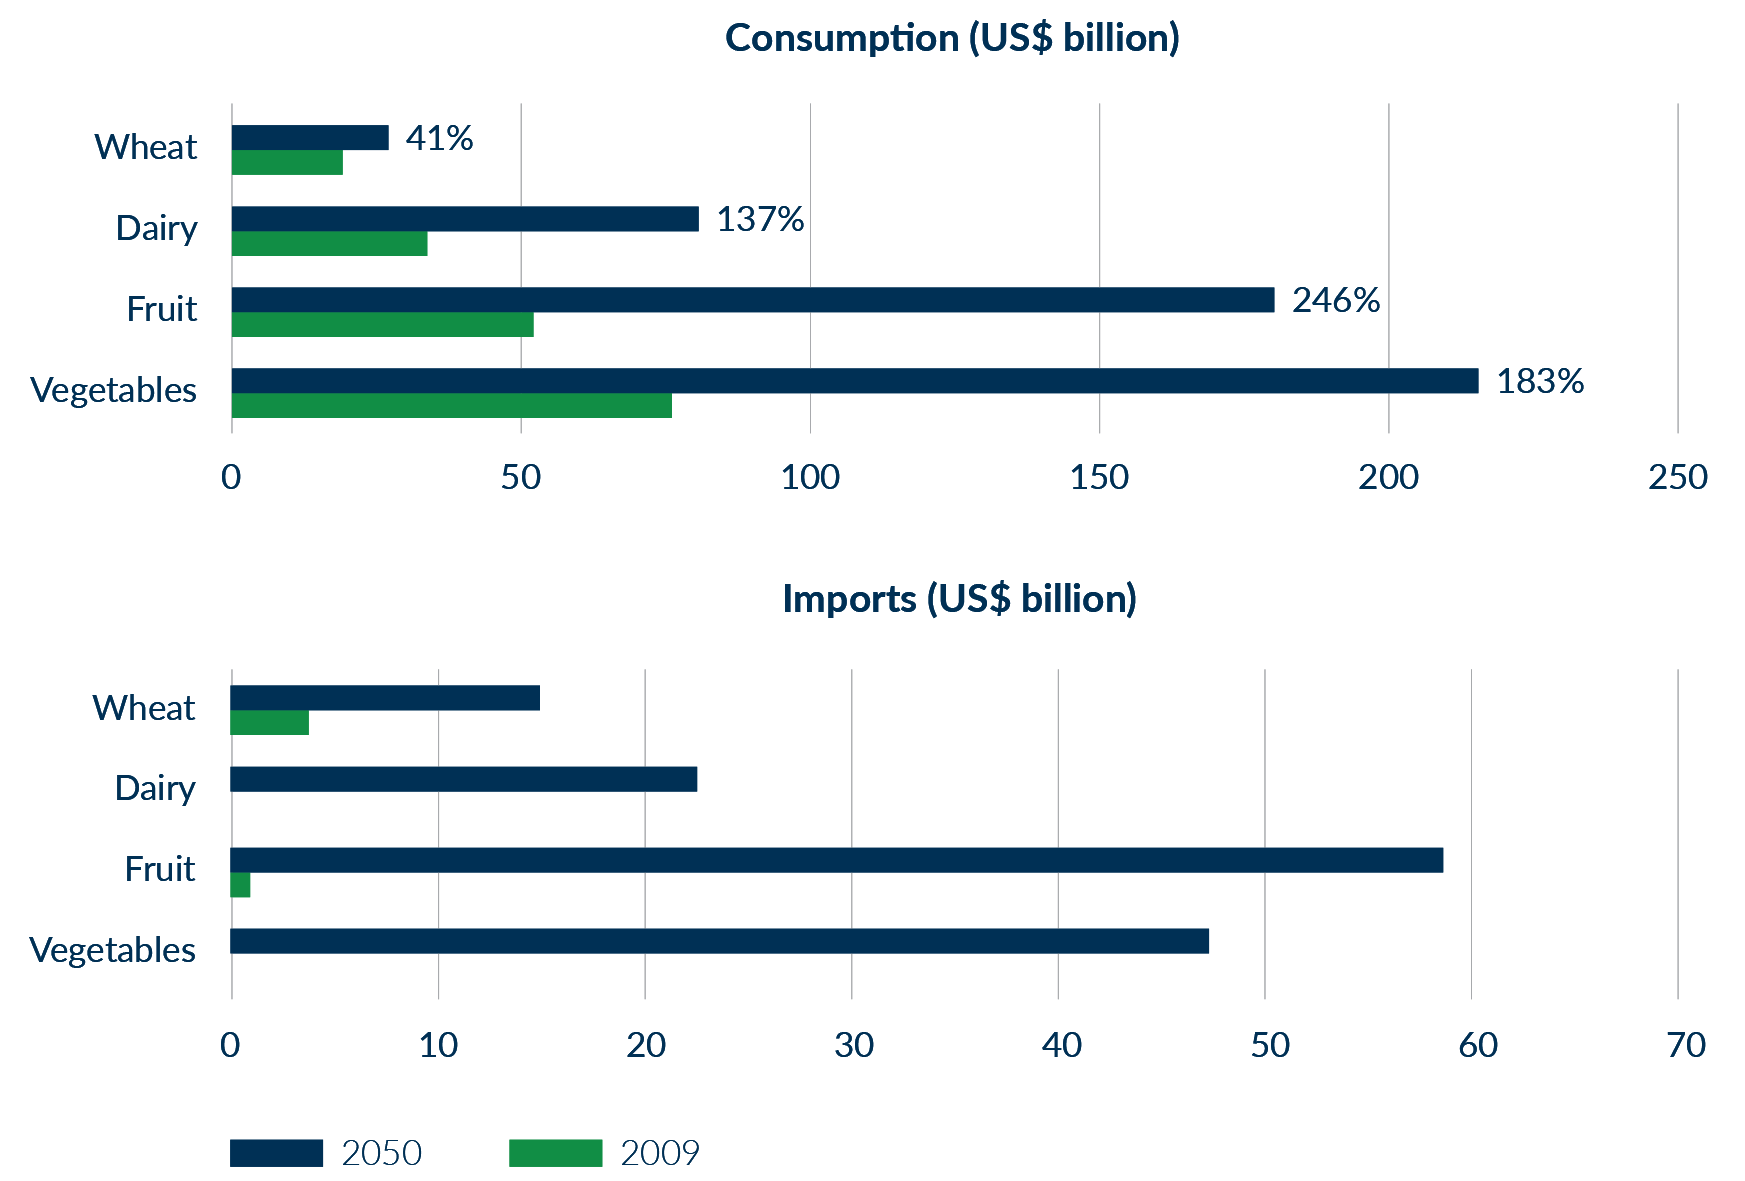 Consumption (US$ billion)
Wheat 41%
Dairy 137%
Fruit 246%
Vegetables 183%
0 50 100 150 200 250
Imports (US$ billion)
Wheat
Dairy
Fruit
Vegetables
0 10 20 30 40 50 60 70
2050 2009